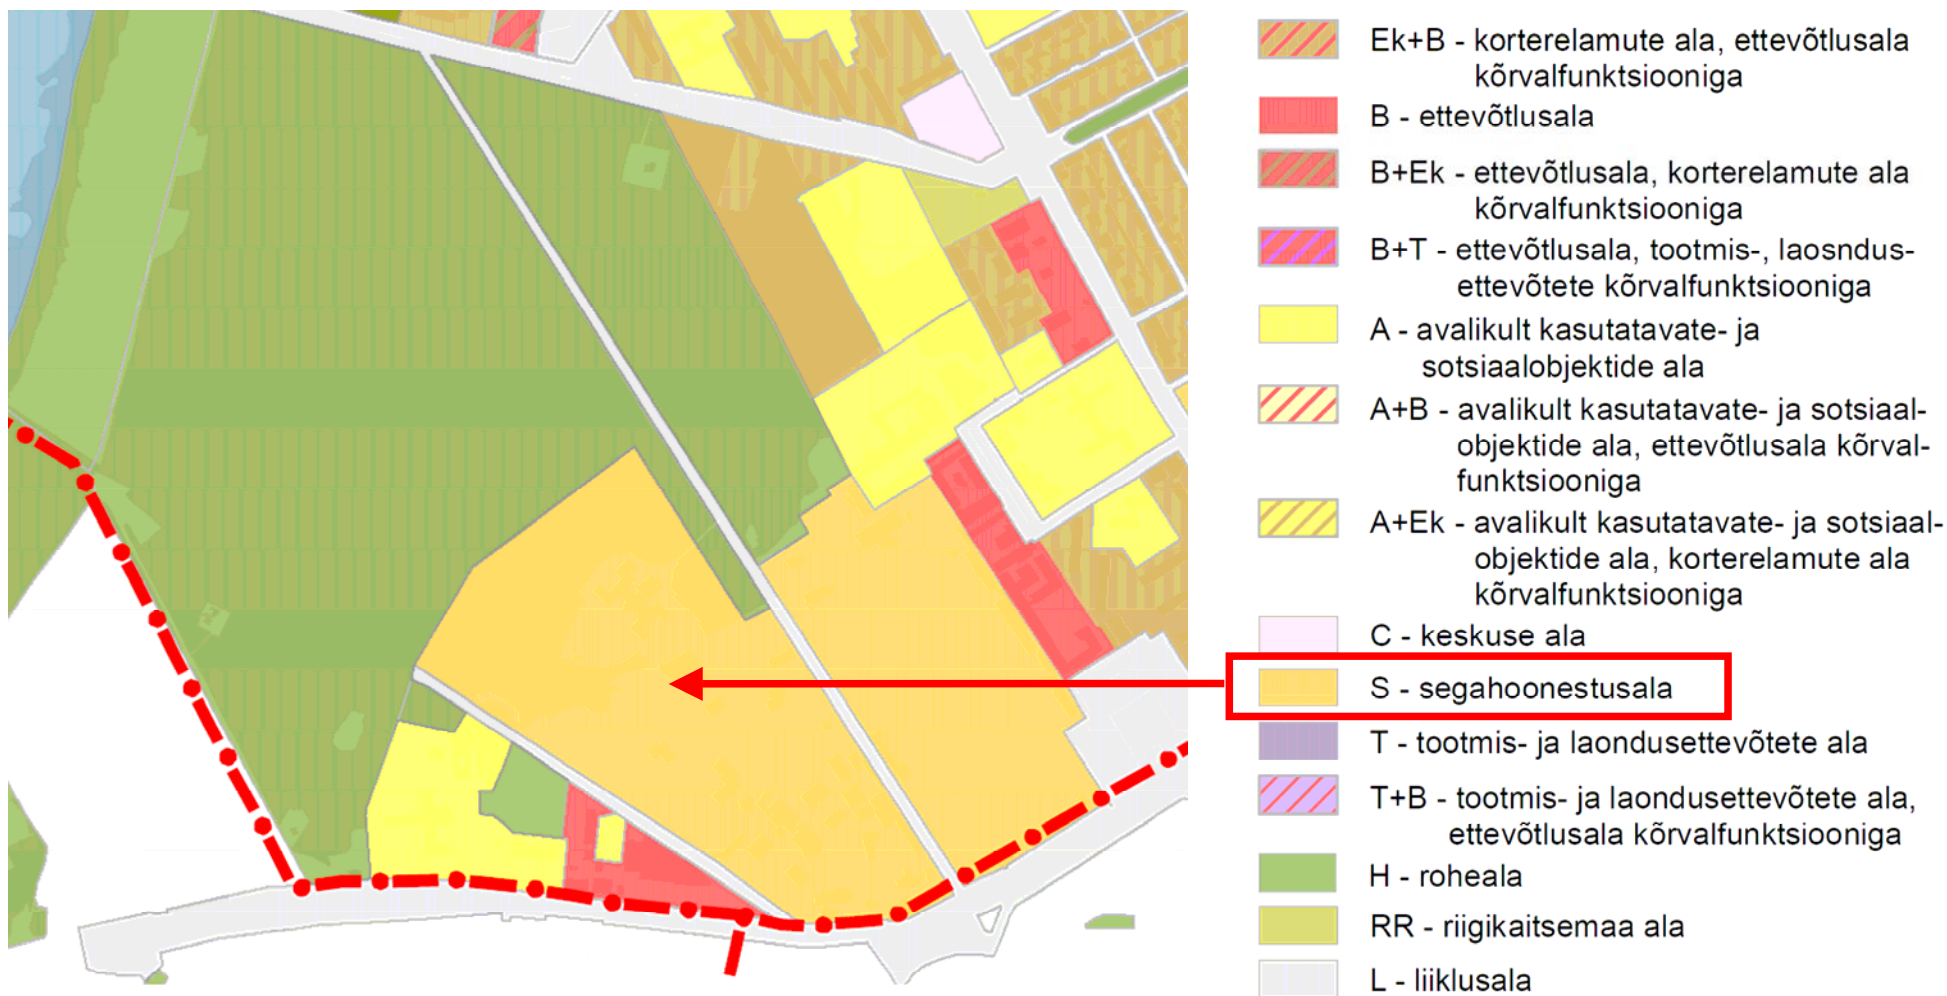 Ek+B - korterelamute ala, ettevõtlusala
kõrvalfunktsiooniga
B - ettevõtlusala
B+Ek - ettevõtlusala, korterelamute ala
kõrvalfunktsiooniga
B+T - ettevõtlusala, tootmis-, laosndus-
ettevõtete kõrvalfunktsiooniga
A - avalikult kasutatavate- ja
sotsiaalobjektide ala
A+B - avalikult kasutatavate- ja sotsiaal-
objektide ala, ettevõtlusala kõrval-
funktsiooniga
A+Ek - avalikult kasutatavate- ja sotsiaal-
objektide ala, korterelamute ala
kõrvalfunktsiooniga
C - keskuse ala
S - segahoonestusala
T - tootmis- ja laondusettevõtete ala
T+B - tootmis- ja laondusettevõtete ala,
ettevõtlusala kõrvalfunktsiooniga
H - roheala
RR - riigikaitsemaa ala
L - liiklusala